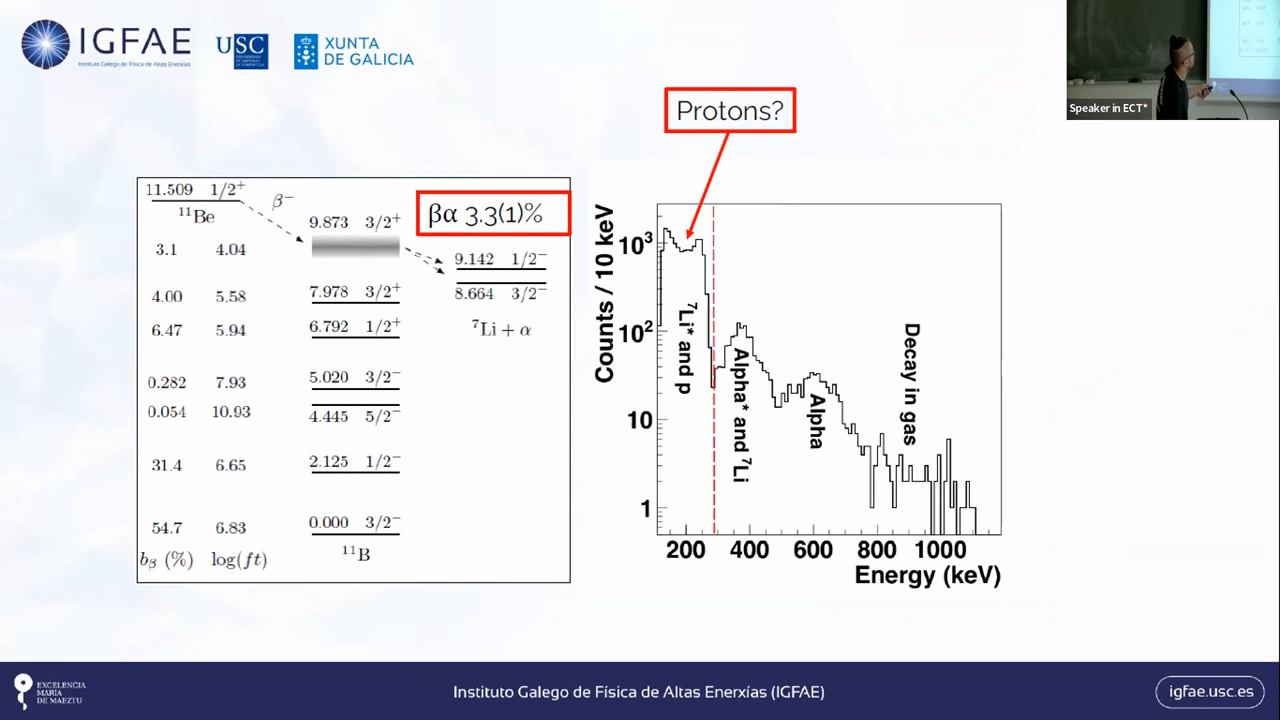 IGFAE
Instituto Galego de Física de Altas Enerxías
USC
XUNTA
DE GALICIA
Speaker in ECT*
Protons?
11.509 1/2+
11Be
β−
9.873 3/2+
βα 3.3(1)%
3.1 4.04
9.142 1/2−
8.664 3/2−
7Li + α
4.00 5.58 7.978 3/2+
6.47 5.94 6.792 1/2+
0.282 7.93 5.020 3/2−
0.054 10.93 4.445 5/2−
31.4 6.65 2.125 1/2−
54.7 6.83 0.000 3/2−
bβ (%) log(ft) 11B
Counts / 10 keV
10³
10²
10
1
7Li* and p
Alpha* and 7Li
Alpha
Decay in gas
200 400 600 800 1000
Energy (keV)
EXCELENCIA
MARÍA
DE MAEZTU
Instituto Galego de Física de Altas Enerxías (IGFAE)
igfae.usc.es